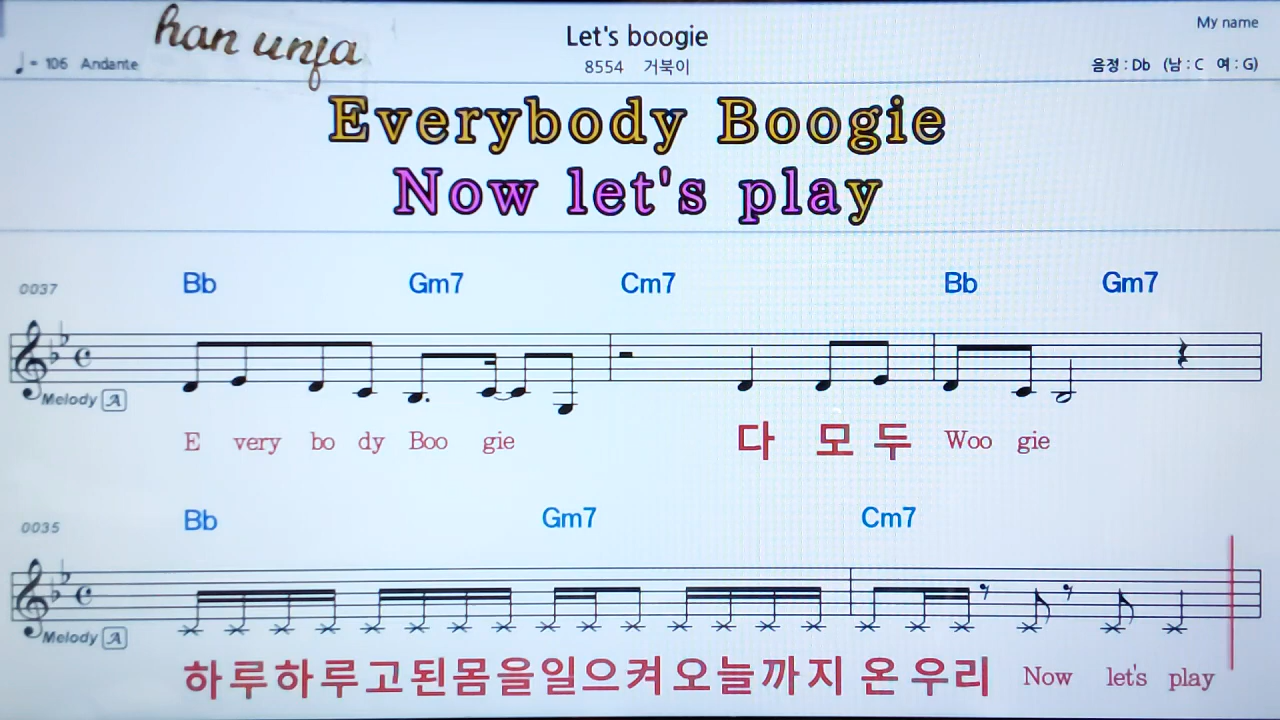 han unfa
Let's boogie
My name
♩= 106 Andante
8554 거북이
음정 : Db (남 : C 여 : G)
Everybody Boogie
Now let's play
0037 Bb Gm7 Cm7 Bb Gm7
Melody A
E very bo dy Boo gie 다 모 두 Woo gie
0035 Bb Gm7 Cm7
Melody A
하루하루고된몸을일으켜오늘까지 온 우리 Now let's play